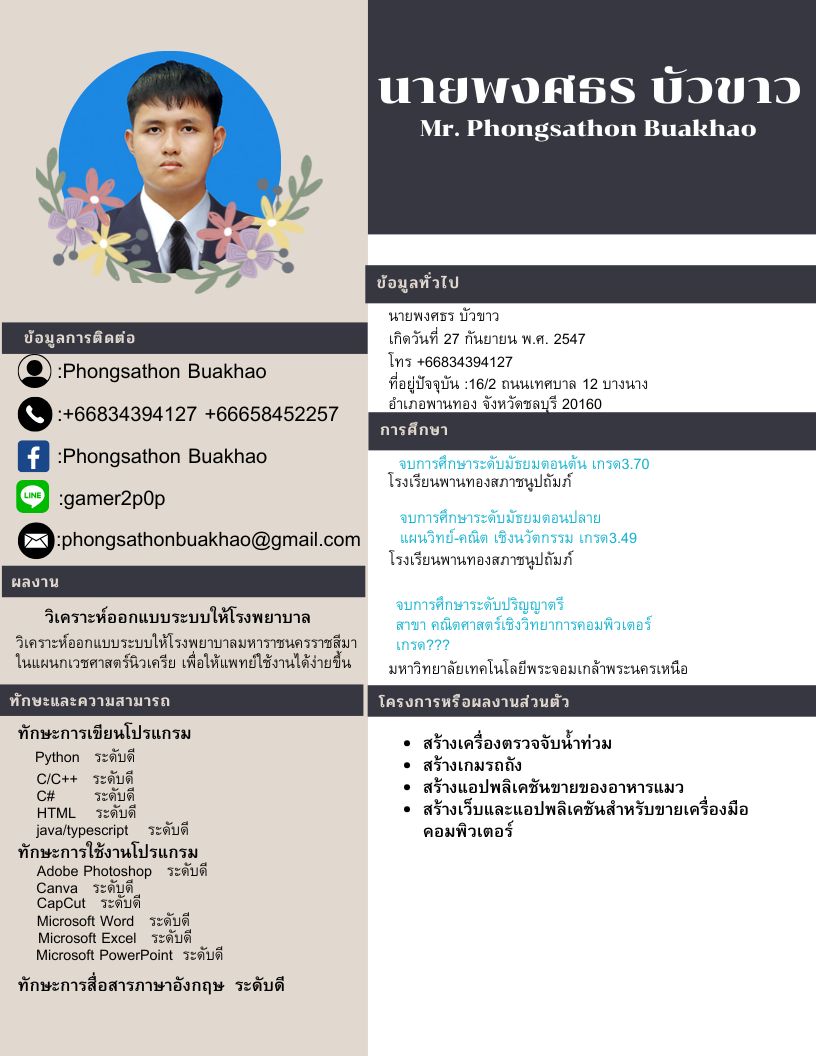 นายพงศธร บัวขาว
Mr. Phongsathon Buakhao
ข้อมูลการติดต่อ
:Phongsathon Buakhao
:+66834394127 +66658452257
:Phongsathon Buakhao
LINE :gamer2p0p
:phongsathonbuakhao@gmail.com
ผลงาน
วิเคราะห์ออกแบบระบบให้โรงพยาบาล
วิเคราะห์ออกแบบระบบให้โรงพยาบาลมหาราชนครราชสีมา
ในแผนกเวชศาสตร์นิวเครีย เพื่อให้แพทย์ใช้งานได้ง่ายขึ้น
ทักษะและความสามารถ
ทักษะการเขียนโปรแกรม
Python ระดับดี
C/C++ ระดับดี
C# ระดับดี
HTML ระดับดี
java/typescript ระดับดี
ทักษะการใช้งานโปรแกรม
Adobe Photoshop ระดับดี
Canva ระดับดี
CapCut ระดับดี
Microsoft Word ระดับดี
Microsoft Excel ระดับดี
Microsoft PowerPoint ระดับดี
ทักษะการสื่อสารภาษาอังกฤษ ระดับดี
ข้อมูลทั่วไป
นายพงศธร บัวขาว
เกิดวันที่ 27 กันยายน พ.ศ. 2547
โทร +66834394127
ที่อยู่ปัจจุบัน :16/2 ถนนเทศบาล 12 บางนาง
อำเภอพานทอง จังหวัดชลบุรี 20160
การศึกษา
จบการศึกษาระดับมัธยมตอนต้น เกรด3.70
โรงเรียนพานทองสภาชนูปถัมภ์
จบการศึกษาระดับมัธยมตอนปลาย
แผนวิทย์-คณิต เชิงนวัตกรรม เกรด3.49
โรงเรียนพานทองสภาชนูปถัมภ์
จบการศึกษาระดับปริญญาตรี
สาขา คณิตศาสตร์เชิงวิทยาการคอมพิวเตอร์
เกรด???
มหาวิทยาลัยเทคโนโลยีพระจอมเกล้าพระนครเหนือ
โครงการหรือผลงานส่วนตัว
• สร้างเครื่องตรวจจับน้ำท่วม
• สร้างเกมรถถัง
• สร้างแอปพลิเคชันขายของอาหารแมว
• สร้างเว็บและแอปพลิเคชันสำหรับขายเครื่องมือ
คอมพิวเตอร์